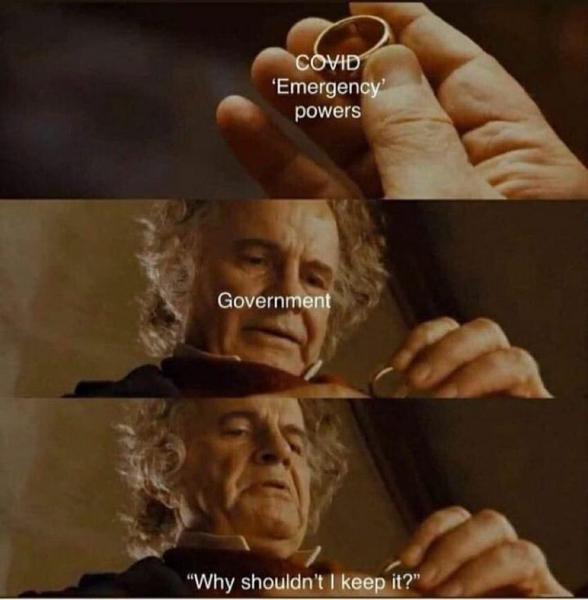 COVID
‘Emergency’
powers
Government
“Why shouldn't I keep it?”